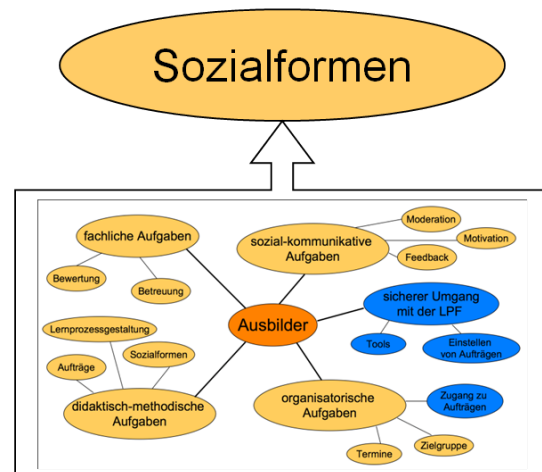 Sozialformen
fachliche Aufgaben
Bewertung
Betreuung
sozial-kommunikative
Aufgaben
Moderation
Motivation
Feedback
Ausbilder
sicherer Umgang
mit der LPF
Tools
Einstellen
von Aufträgen
Lernprozessgestaltung
Sozialformen
Aufträge
didaktisch-methodische
Aufgaben
organisatorische
Aufgaben
Zugang zu
Aufträgen
Termine
Zielgruppe